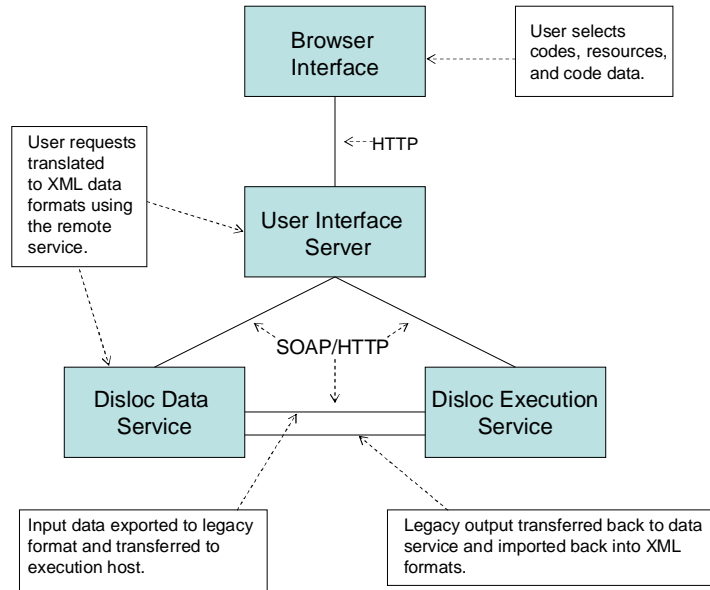 Browser
Interface
User selects
codes, resources,
and code data.
HTTP
User requests
translated
to XML data
formats using
the remote
service.
User Interface
Server
SOAP/HTTP
Disloc Data
Service
Disloc Execution
Service
Input data exported to legacy
format and transferred to
execution host.
Legacy output transferred back to data
service and imported back into XML
formats.